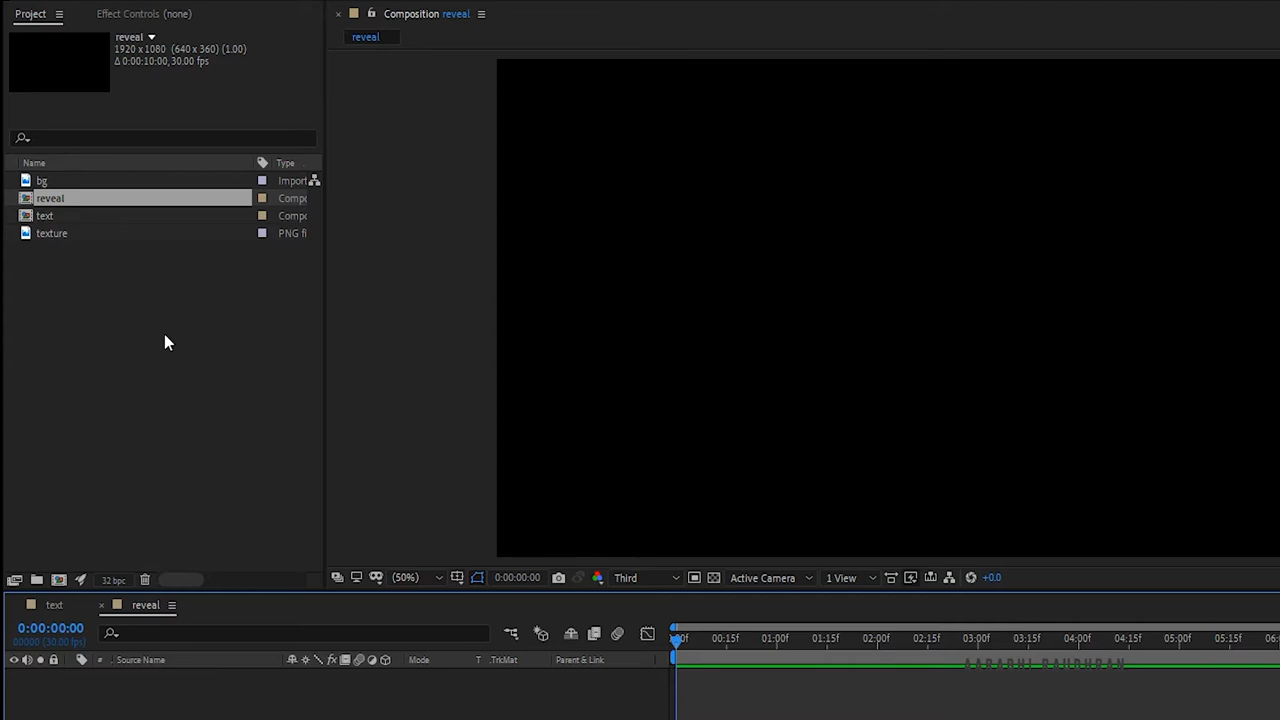 Project
Effect Controls (none)
Composition reveal
reveal
1920 x 1080 (640 x 360) (1.00)
Δ 0:00:10:00, 30.00 fps
reveal
Name
Type
bg
Import
reveal
Compo
text
Compo
texture
PNG fi
32 bpc
(50%)
0:00:00:00
Third
Active Camera
1 View
+0.0
text
reveal
0:00:00:00
00000 (30.00 fps)
:00f
00:15f
01:00f
01:15f
02:00f
02:15f
03:00f
03:15f
04:00f
04:15f
05:00f
05:15f
06:0
#
Source Name
Mode
T
.TrkMat
Parent & Link